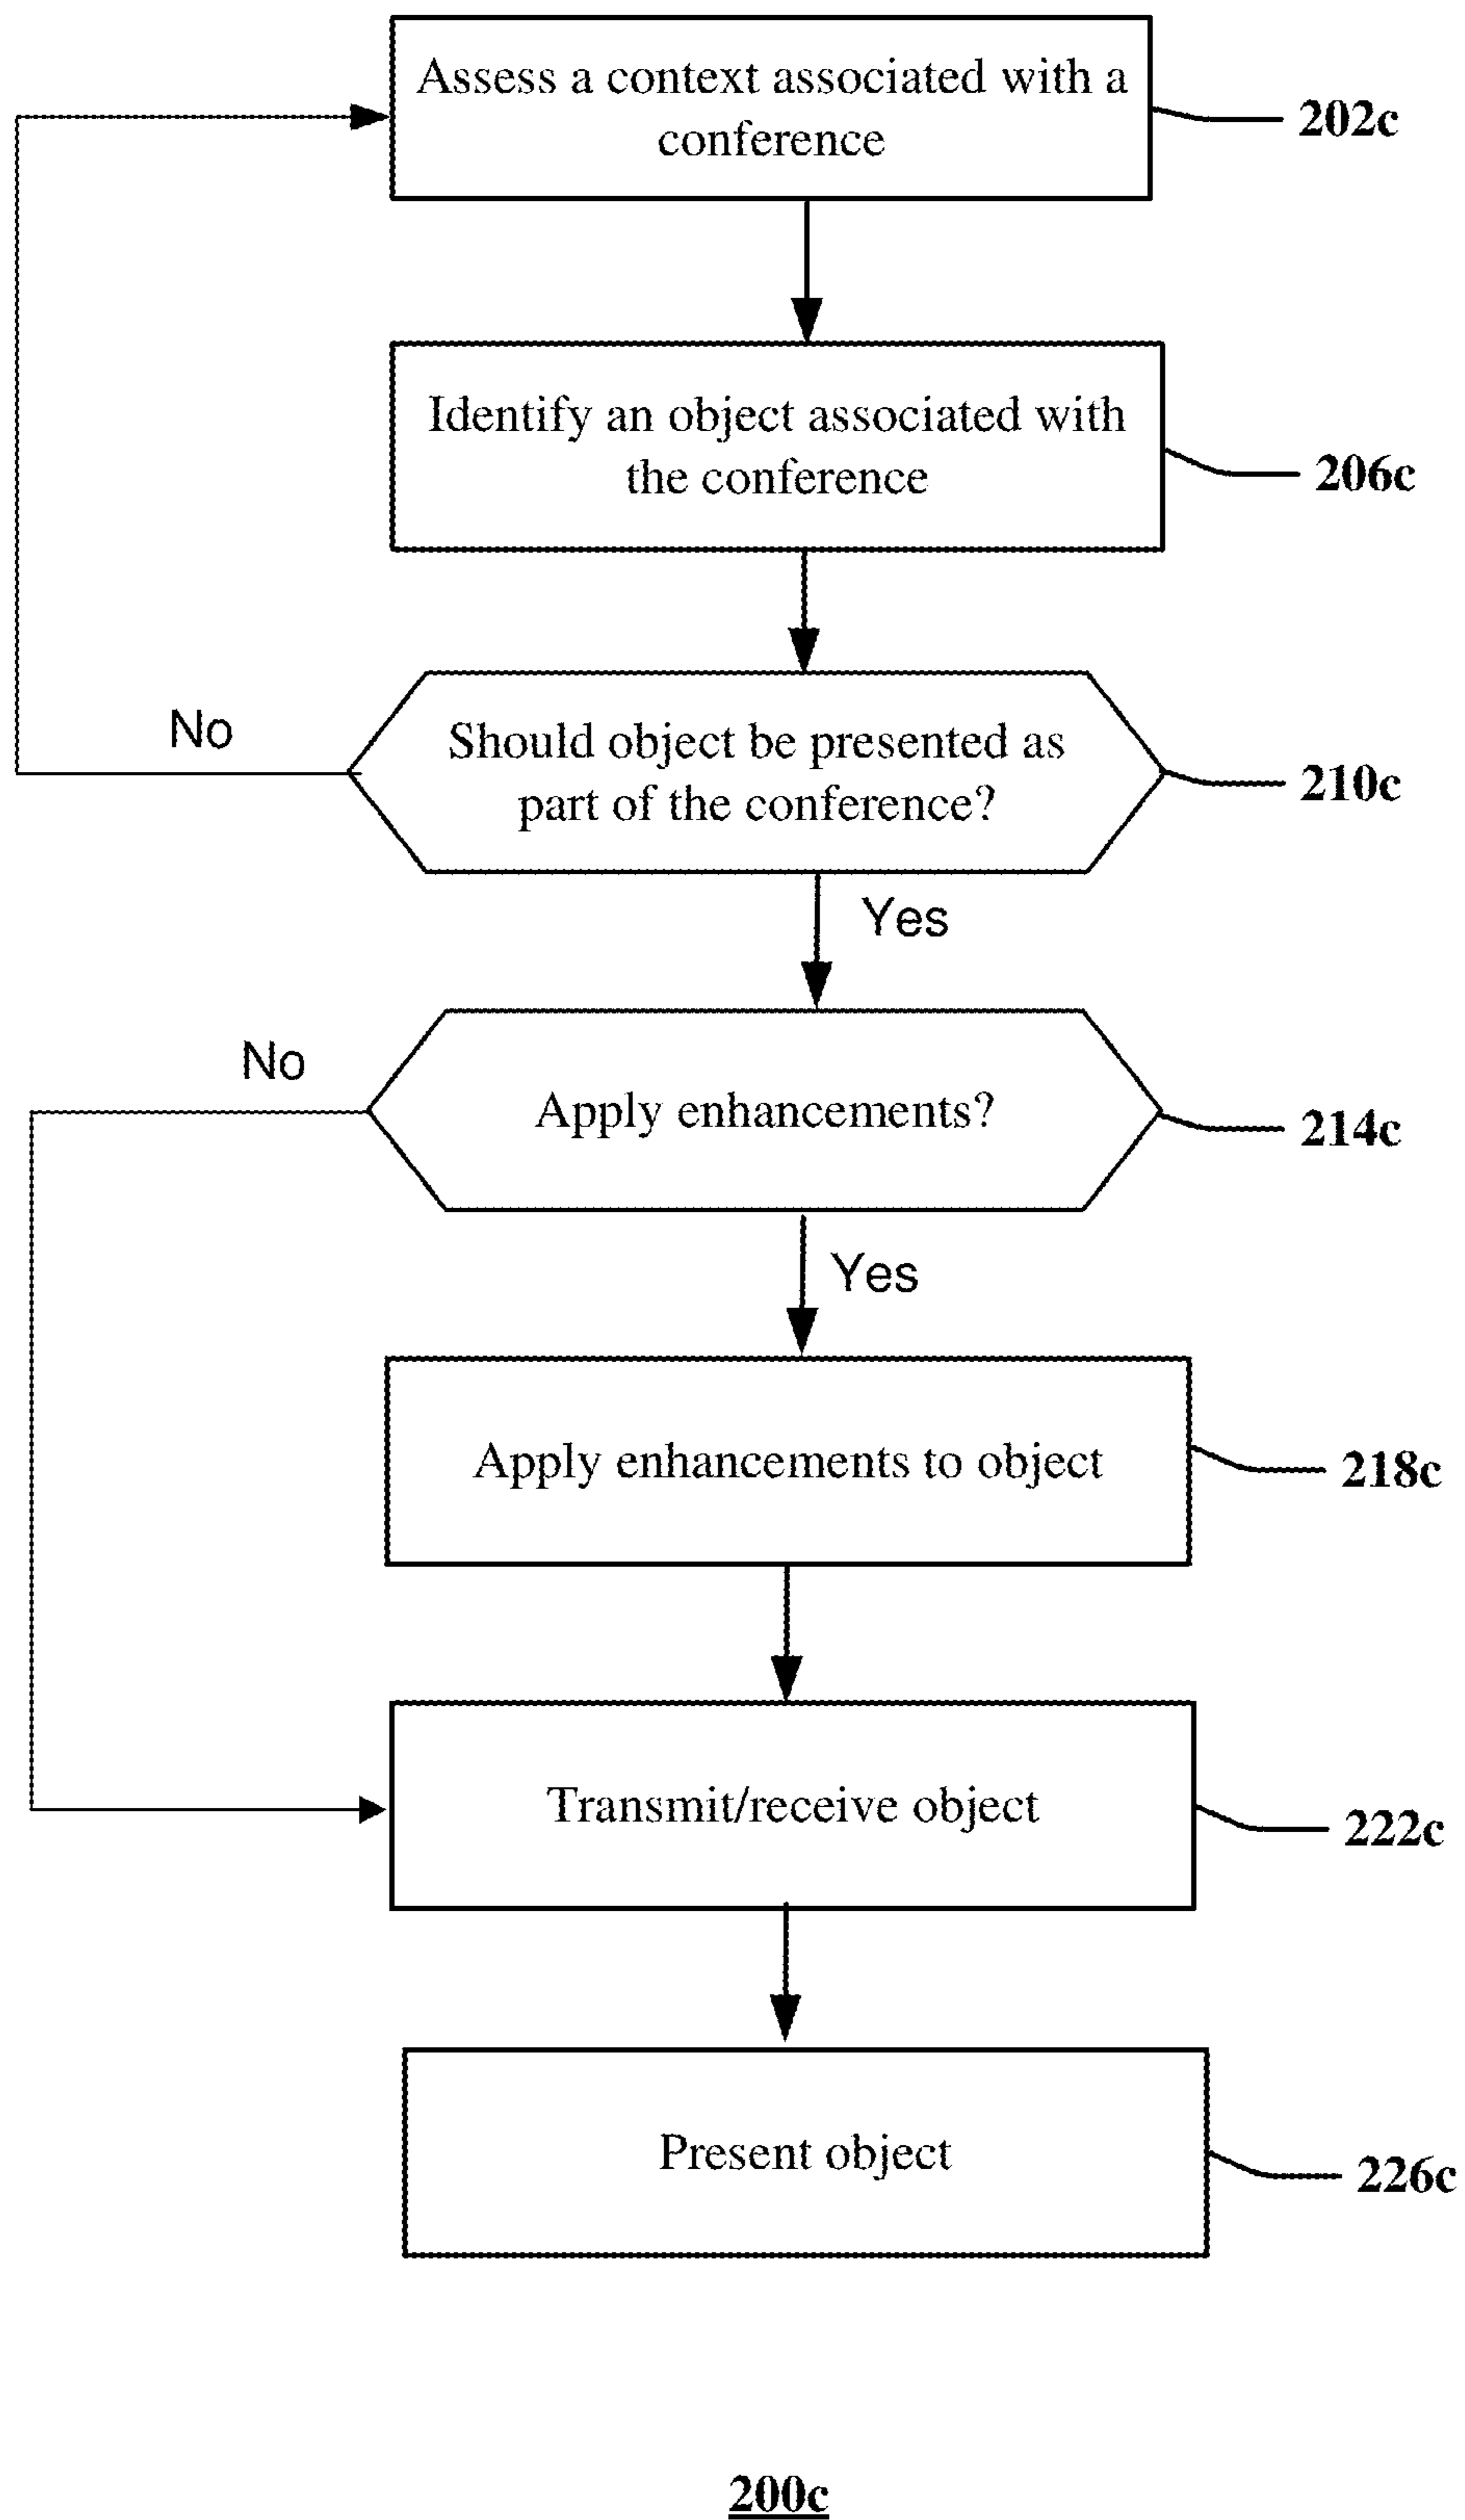 Assess a context associated with a
conference
202c
Identify an object associated with
the conference
206c
No
Should object be presented as
part of the conference?
210c
Yes
No
Apply enhancements?
214c
Yes
Apply enhancements to object
218c
Transmit/receive object
222c
Present object
226c
200c